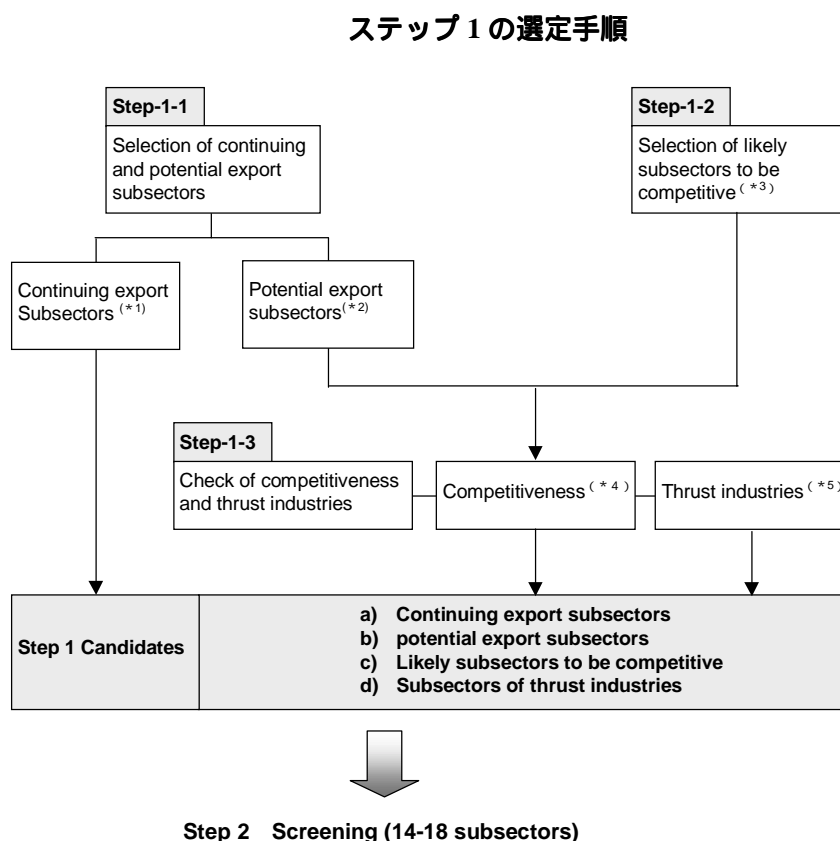 ステップ 1 の選定手順
Step-1-1
Selection of continuing
and potential export
subsectors
Step-1-2
Selection of likely
subsectors to be
competitive (*3)
Continuing export
Subsectors (*1)
Potential export
subsectors(*2)
Step-1-3
Check of competitiveness
and thrust industries
Competitiveness (*4)
Thrust industries (*5)
Step 1 Candidates
a) Continuing export subsectors
b) potential export subsectors
c) Likely subsectors to be competitive
d) Subsectors of thrust industries
Step 2 Screening (14-18 subsectors)